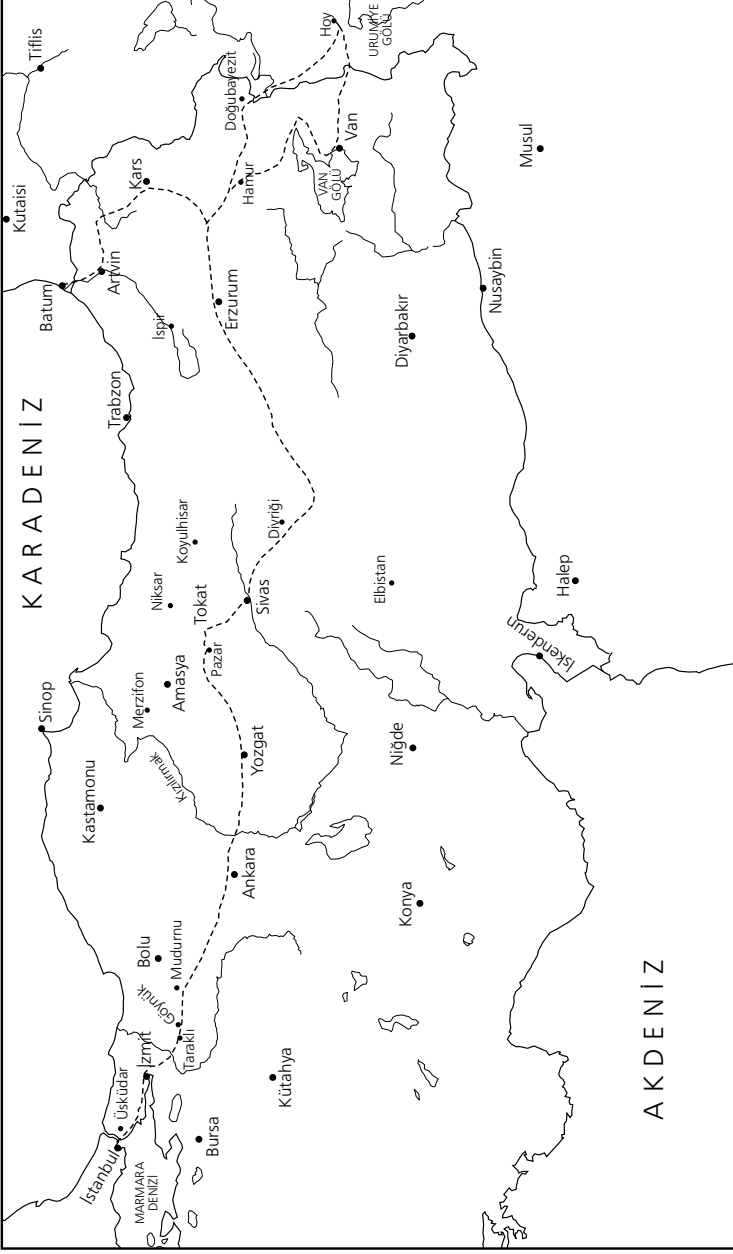 KARADENİZ
AKDENİZ
MARMARA
DENİZİ
İstanbul
Üsküdar
İzmit
Taraklı
Göynük
Mudurnu
Bolu
Bursa
Kütahya
Ankara
Konya
Kastamonu
Sinop
Kızılırmak
Merzifon
Amasya
Yozgat
Niğde
Pazar
Tokat
Niksar
Koyulhisar
Sivas
Divriği
Elbistan
İskenderun
Halep
Trabzon
İspir
Erzurum
Diyarbakır
Nusaybin
Batum
Artvin
Kutaisi
Kars
Hamur
VAN
GÖLÜ
Van
Musul
Tiflis
Doğubayezit
Hoy
URUMİYE
GÖLÜ